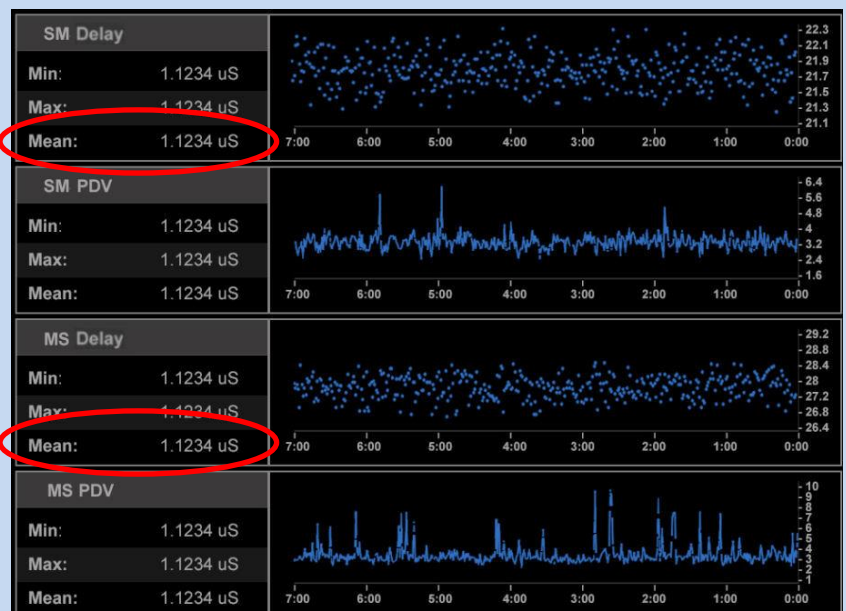 SM Delay
Min: 1.1234 uS
Max: 1.1234 uS
Mean: 1.1234 uS
22.3
22.1
21.9
21.7
21.5
21.3
21.1
7:00 6:00 5:00 4:00 3:00 2:00 1:00 0:00
SM PDV
Min: 1.1234 uS
Max: 1.1234 uS
Mean: 1.1234 uS
6.4
5.6
4.8
4
3.2
2.4
1.6
7:00 6:00 5:00 4:00 3:00 2:00 1:00 0:00
MS Delay
Min: 1.1234 uS
Max: 1.1234 uS
Mean: 1.1234 uS
29.2
28.8
28.4
28
27.2
26.8
26.4
7:00 6:00 5:00 4:00 3:00 2:00 1:00 0:00
MS PDV
Min: 1.1234 uS
Max: 1.1234 uS
Mean: 1.1234 uS
10
9
8
7
6
5
4
3
2
1
7:00 6:00 5:00 4:00 3:00 2:00 1:00 0:00